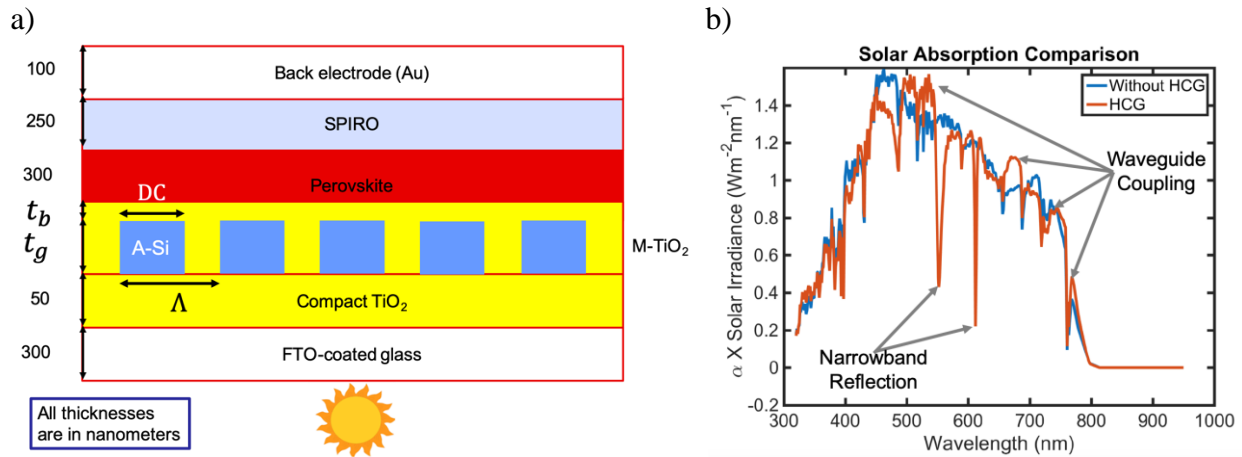 a)
100
Back electrode (Au)
250
SPIRO
300
Perovskite
DC
t_b
t_g
A-Si
M-TiO₂
Λ
50
Compact TiO₂
300
FTO-coated glass
All thicknesses
are in nanometers
b)
Solar Absorption Comparison
Without HCG
HCG
Waveguide
Coupling
Narrowband
Reflection
α X Solar Irradiance (Wm⁻²nm⁻¹)
1.4
1.2
1
0.8
0.6
0.4
0.2
0
-0.2
300 400 500 600 700 800 900 1000
Wavelength (nm)